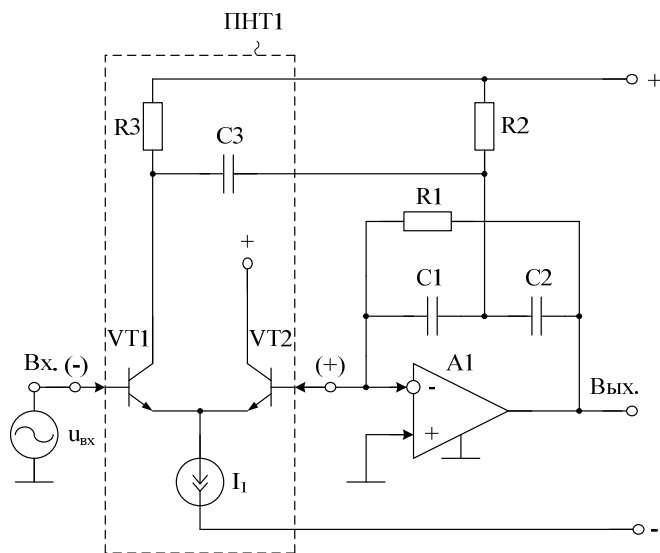 ПНТ1
+
R3
C3
R2
R1
+
C1
C2
VT1
VT2
A1
Вх.
(-)
(+)
-
Вых.
uвх
+
I1
-